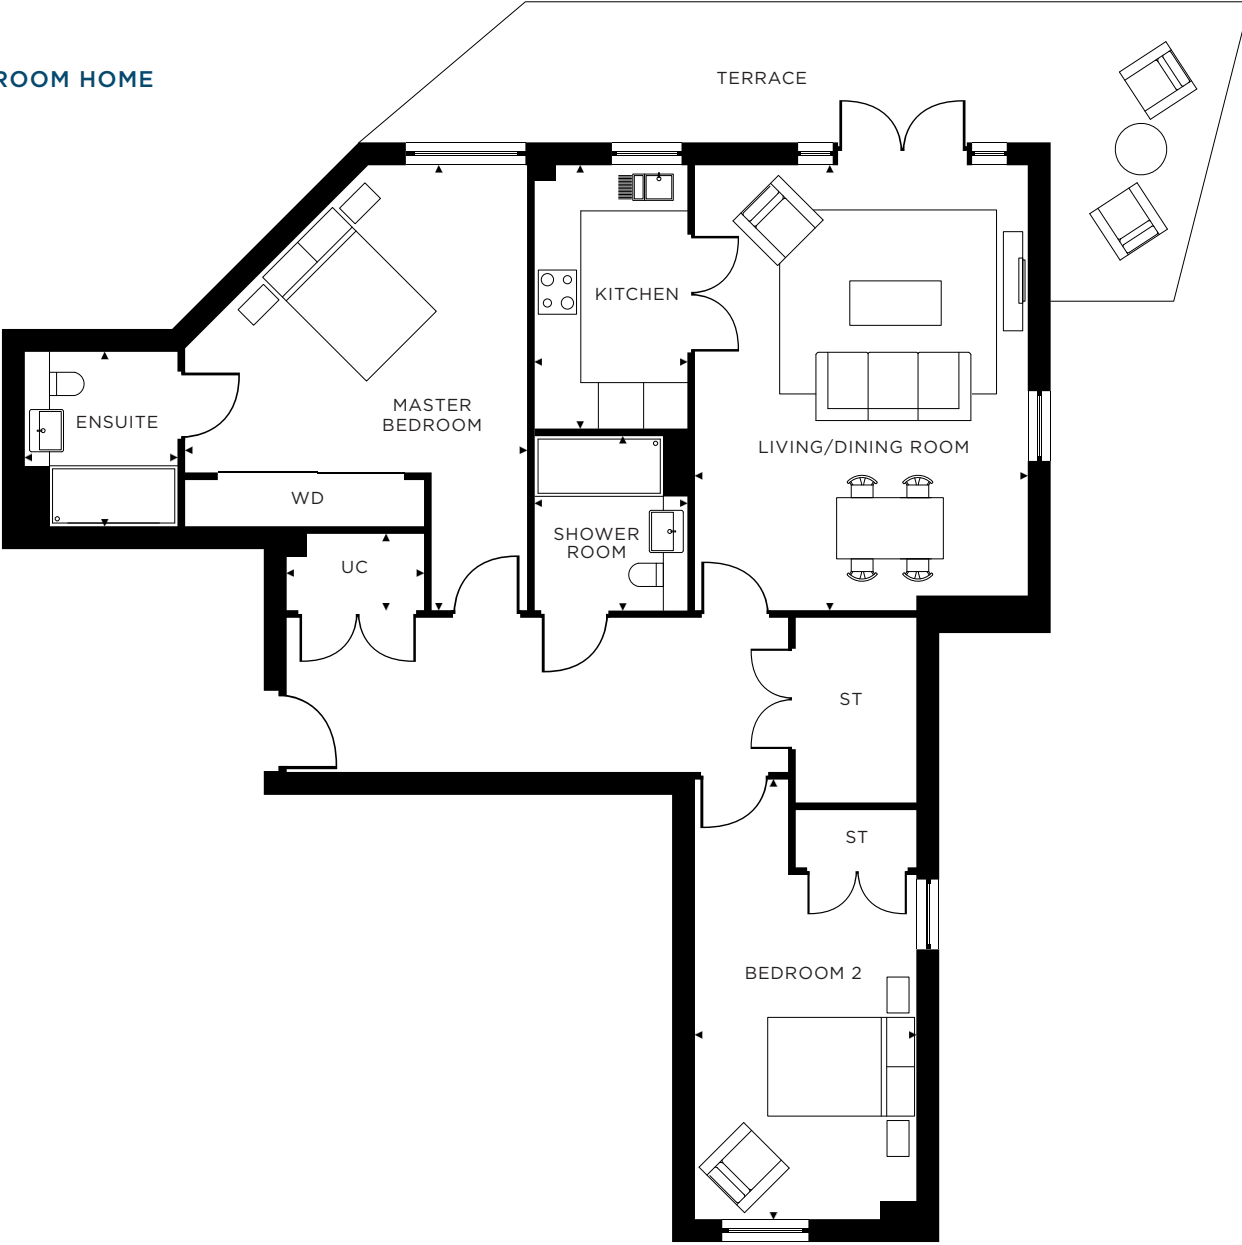 ROOM HOME
TERRACE
KITCHEN
MASTER
BEDROOM
ENSUITE
LIVING/DINING ROOM
WD
SHOWER
ROOM
UC
ST
ST
BEDROOM 2